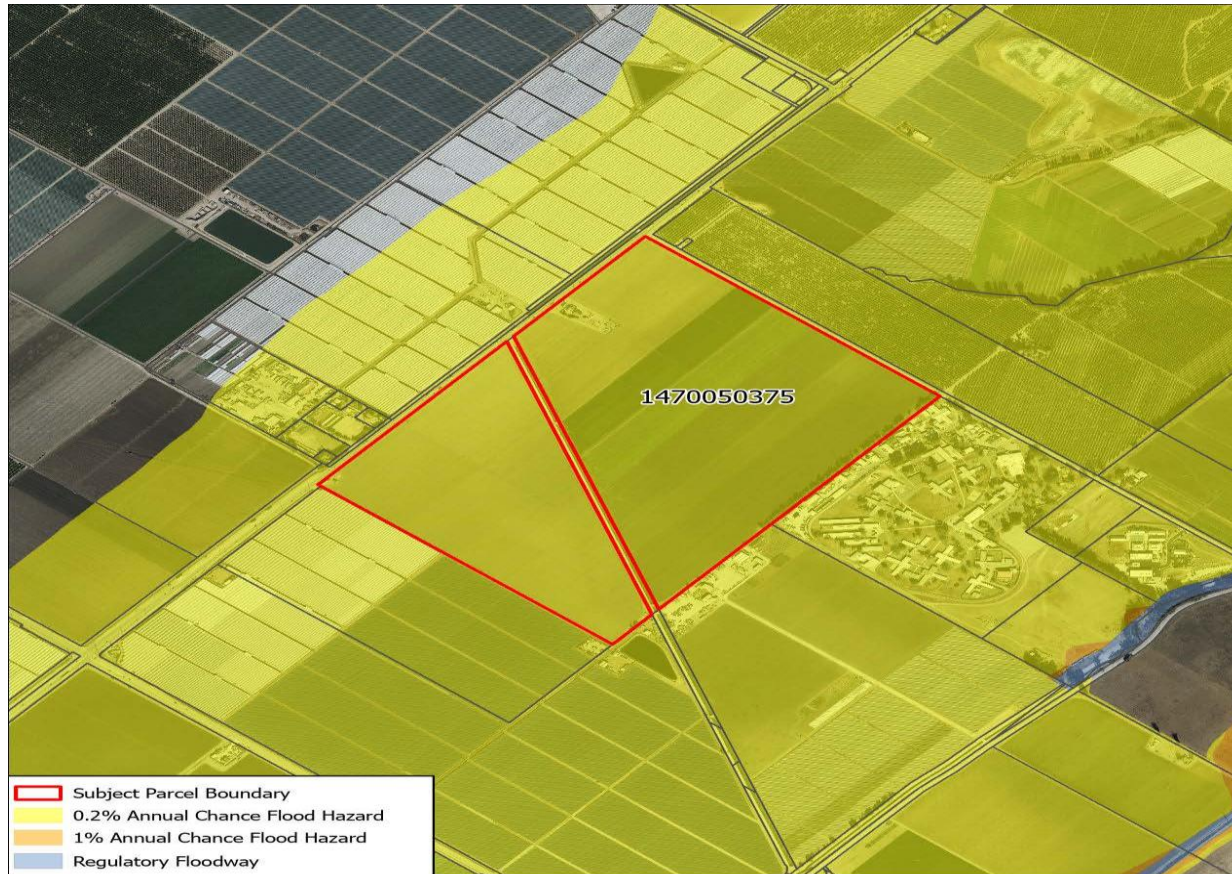 1470050375
Subject Parcel Boundary
0.2% Annual Chance Flood Hazard
1% Annual Chance Flood Hazard
Regulatory Floodway